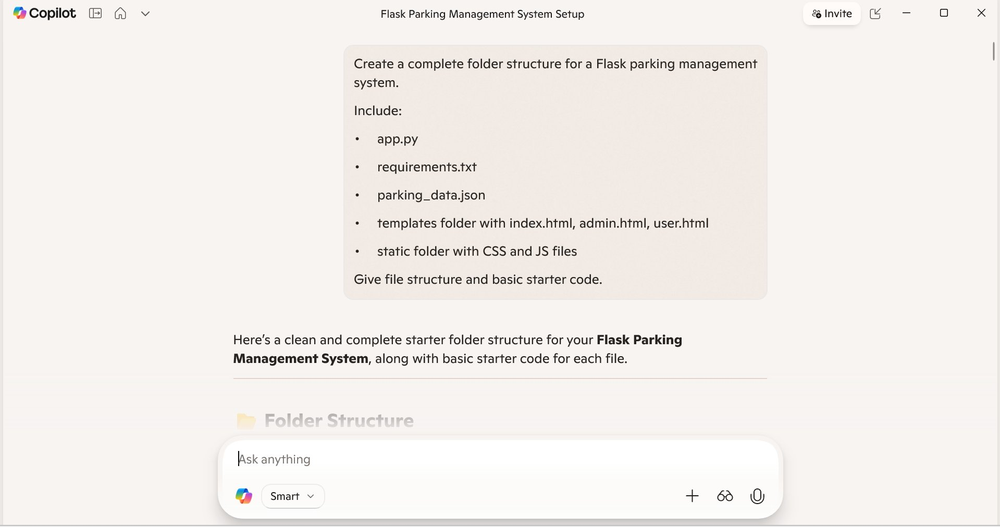 Copilot
Flask Parking Management System Setup
Invite
Create a complete folder structure for a Flask parking management
system.
Include:
• app.py
• requirements.txt
• parking_data.json
• templates folder with index.html, admin.html, user.html
• static folder with CSS and JS files
Give file structure and basic starter code.
Here’s a clean and complete starter folder structure for your Flask Parking
Management System, along with basic starter code for each file.
Folder Structure
Ask anything
Smart